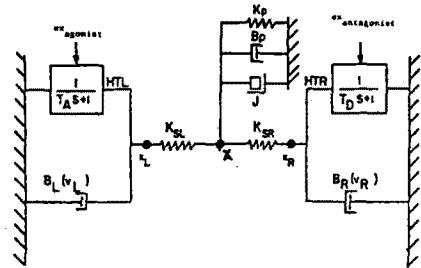 Kp
ex agonist
Bp
ex antagonist
J
1
TA S+1
HTL
HTR
1
TD S+1
KSL
KSR
xL
x
xR
BL(vL)
BR(vR)